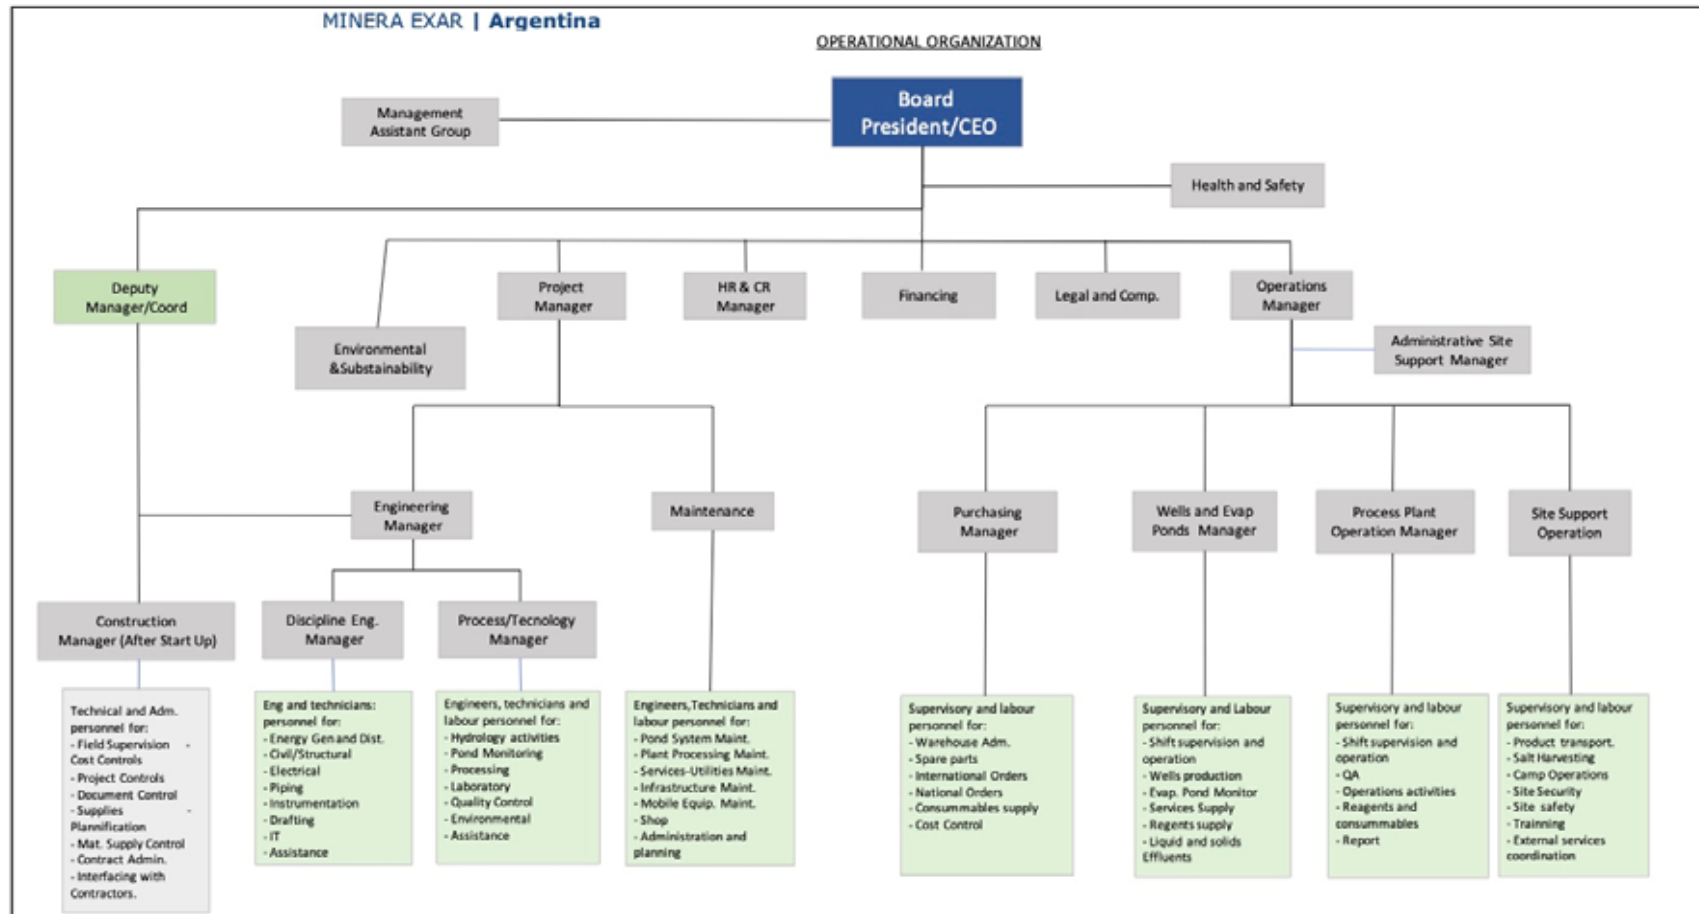 MINERA EXAR | Argentina
OPERATIONAL ORGANIZATION
Board
President/CEO
Management
Assistant Group
Health and Safety
Deputy
Manager/Coord
Environmental
&Substainability
Project
Manager
HR & CR
Manager
Financing
Legal and Comp.
Operations
Manager
Administrative Site
Support Manager
Engineering
Manager
Maintenance
Purchasing
Manager
Wells and Evap
Ponds Manager
Process Plant
Operation Manager
Site Support
Operation
Construction
Manager (After Start Up)
Discipline Eng.
Manager
Process/Tecnology
Manager
Technical and Adm.
personnel for:
- Field Supervision -
Cost Controls
- Project Controls
- Document Control
- Supplies -
Plannification
- Mat. Supply Control
- Contract Admin.
- Interfacing with
Contractors.
Eng and technicians:
personnel for:
- Energy Gen and Dist.
- Civil/Structural
- Electrical
- Piping
- Instrumentation
- Drafting
- IT
- Assistance
Engineers, technicians and
labour personnel for:
- Hydrology activities
- Pond Monitoring
- Processing
- Laboratory
- Quality Control
- Environmental
- Assistance
Engineers,Technicians and
labour personnel for:
- Pond System Maint.
- Plant Processing Maint.
- Services-Utilities Maint.
- Infrastructure Maint.
- Mobile Equip. Maint.
- Shop
- Administration and
planning
Supervisory and labour
personnel for:
- Warehouse Adm.
- Spare parts
- International Orders
- National Orders
- Consummables supply
- Cost Control
Supervisory and Labour
personnel for:
- Shift supervision and
operation
- Wells production
- Evap. Pond Monitor
- Services Supply
- Regents supply
- Liquid and solids
Effluents
Supervisory and labour
personnel for:
- Shift supervision and
operation
- QA
- Operations activities
- Reagents and
consummables
- Report
Supervisory and labour
personnel for:
- Product transport.
- Salt Harvesting
- Camp Operations
- Site Security
- Site safety
- Trainning
- External services
coordination